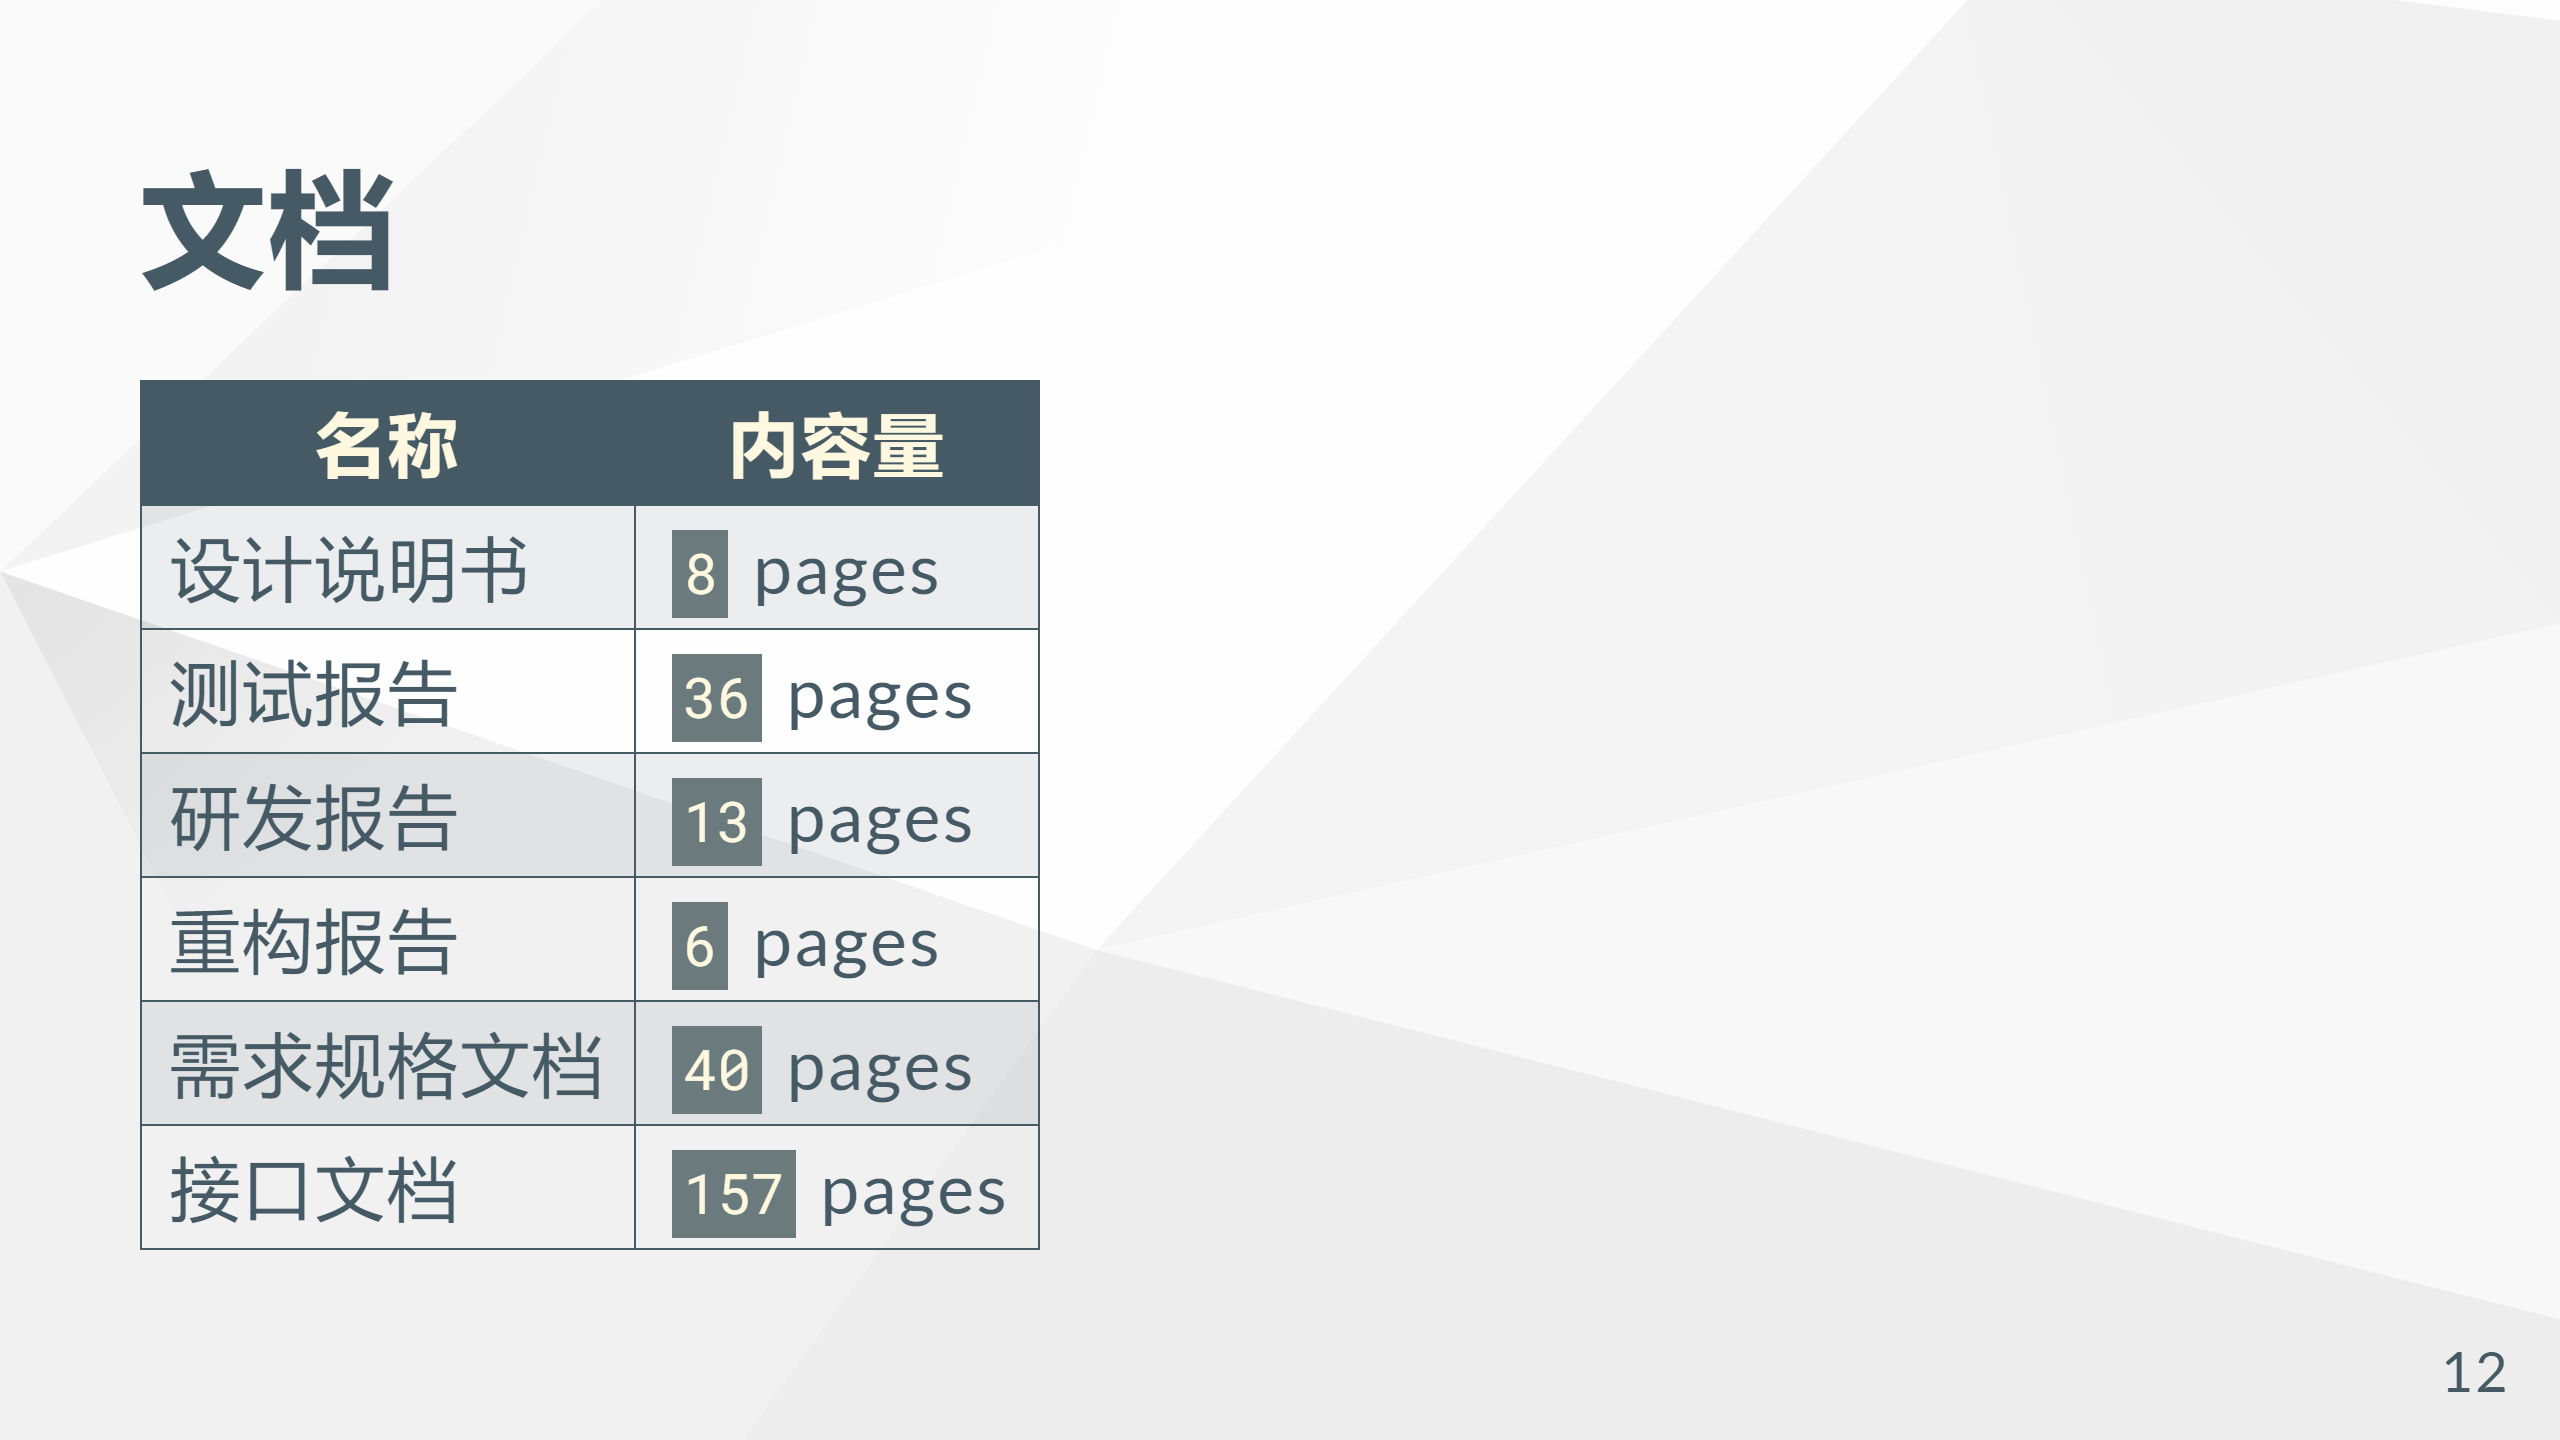 文档
名称 内容量
设计说明书 8 pages
测试报告 36 pages
研发报告 13 pages
重构报告 6 pages
需求规格文档 40 pages
接口文档 157 pages
12